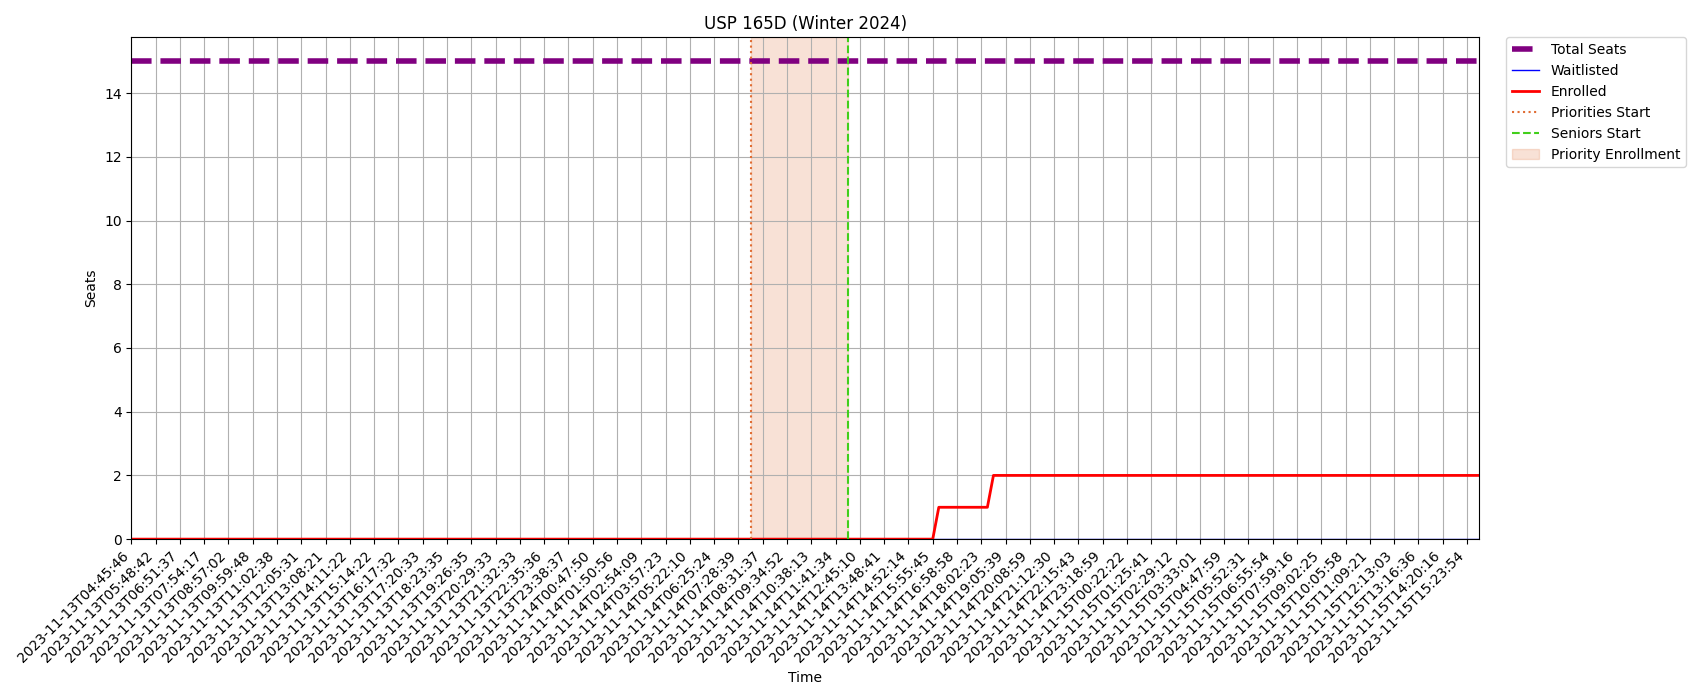 USP 165D (Winter 2024)
Total Seats
Waitlisted
Enrolled
Priorities Start
Seniors Start
Priority Enrollment
Seats
14
12
10
8
6
4
2
0
2023-11-13T04:45:46
2023-11-13T05:48:42
2023-11-13T06:51:37
2023-11-13T07:54:17
2023-11-13T08:57:02
2023-11-13T09:59:48
2023-11-13T11:02:38
2023-11-13T12:05:31
2023-11-13T13:08:21
2023-11-13T14:11:22
2023-11-13T15:14:22
2023-11-13T16:17:32
2023-11-13T17:20:33
2023-11-13T18:23:35
2023-11-13T19:26:35
2023-11-13T20:29:33
2023-11-13T21:32:33
2023-11-13T22:35:36
2023-11-13T23:38:37
2023-11-14T00:47:50
2023-11-14T01:50:56
2023-11-14T02:54:09
2023-11-14T03:57:23
2023-11-14T05:22:10
2023-11-14T06:25:24
2023-11-14T07:28:39
2023-11-14T08:31:37
2023-11-14T09:34:52
2023-11-14T10:38:13
2023-11-14T11:41:34
2023-11-14T12:45:10
2023-11-14T13:48:41
2023-11-14T14:52:14
2023-11-14T15:55:45
2023-11-14T16:58:58
2023-11-14T18:02:23
2023-11-14T19:05:39
2023-11-14T20:08:59
2023-11-14T21:12:30
2023-11-14T22:15:43
2023-11-14T23:18:59
2023-11-15T00:22:22
2023-11-15T01:25:41
2023-11-15T02:29:12
2023-11-15T03:33:01
2023-11-15T04:47:59
2023-11-15T05:52:31
2023-11-15T06:55:54
2023-11-15T07:59:16
2023-11-15T09:02:25
2023-11-15T10:05:58
2023-11-15T11:09:21
2023-11-15T12:13:03
2023-11-15T13:16:36
2023-11-15T14:20:16
2023-11-15T15:23:54
Time